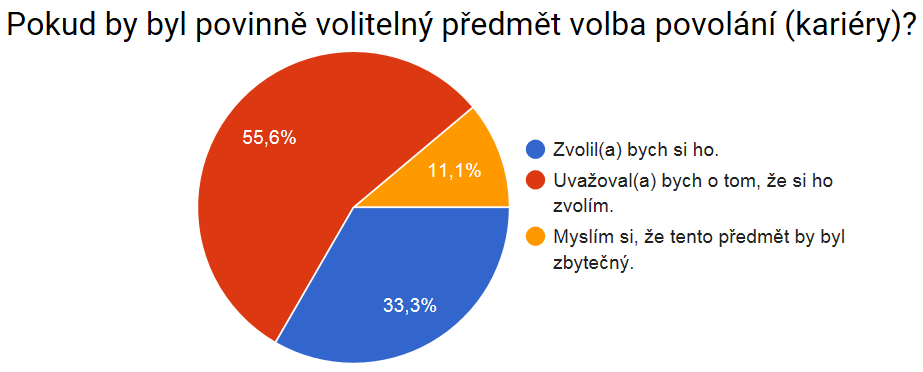 Pokud by byl povinně volitelný předmět volba povolání (kariéry)?
55,6%
11,1%
33,3%
Zvolil(a) bych si ho.
Uvažoval(a) bych o tom, že si ho
zvolím.
Myslím si, že tento předmět by byl
zbytečný.